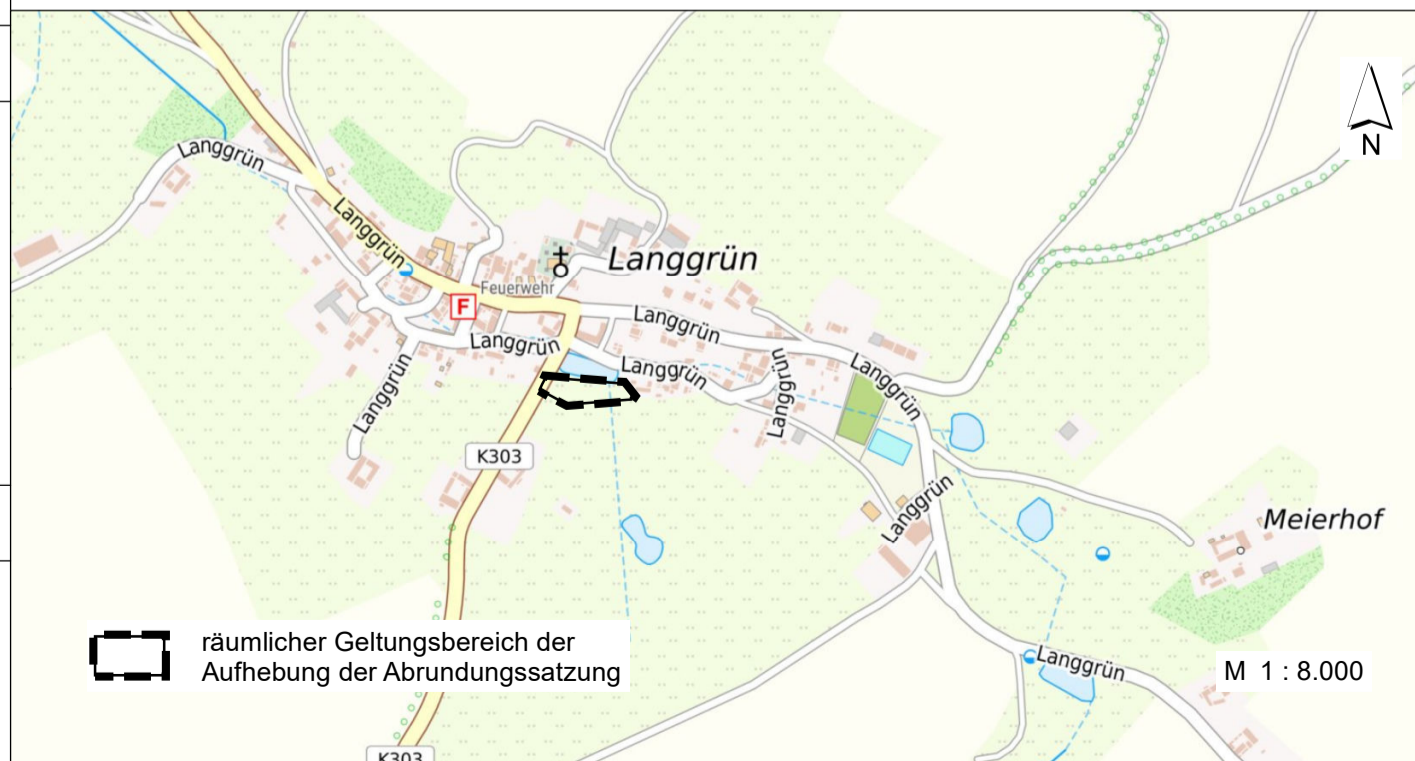 Langgrün
Langgrün
N
Langgrün
Feuerwehr
F
Langgrün
Langgrün
Langgrün
Langgrün
Langgrün
Langgrün
Langgrün
K303
Langgrün
Meierhof
räumlicher Geltungsbereich der
Aufhebung der Abrundungssatzung
Langgrün
M 1 : 8.000
K303